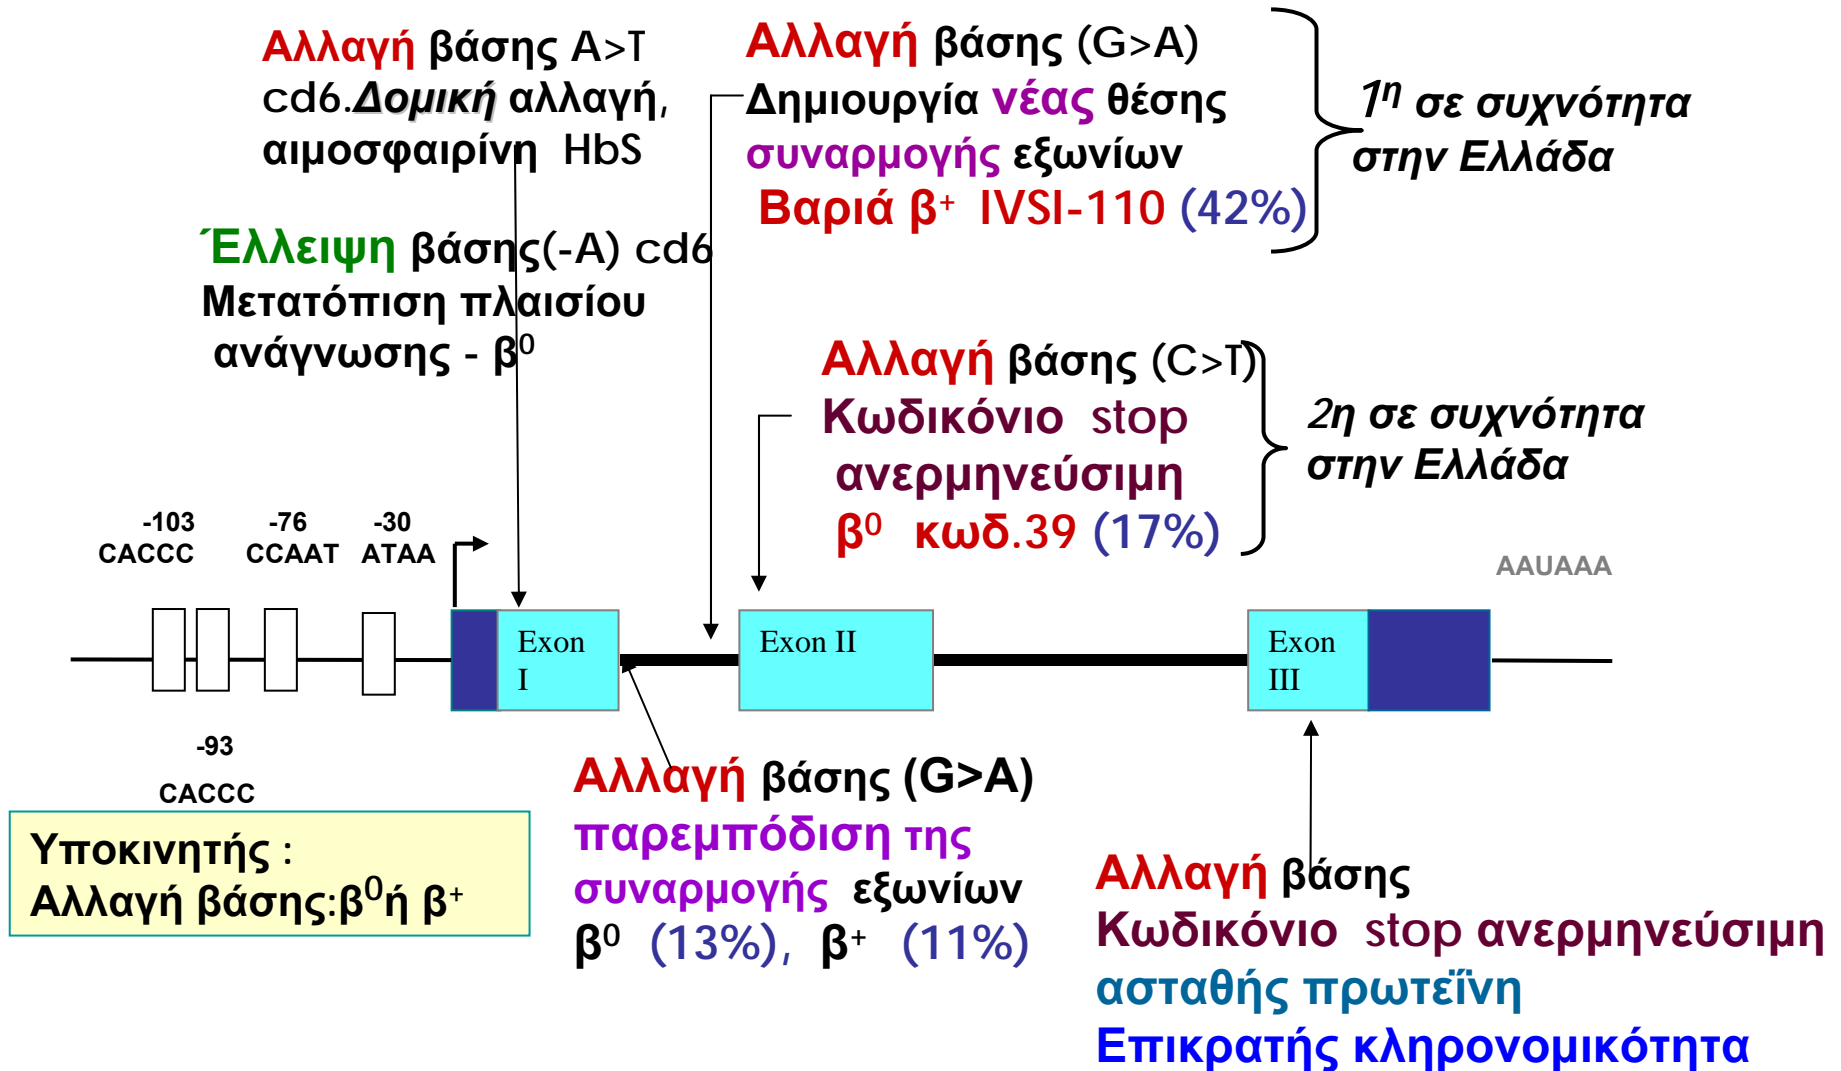 Αλλαγή βάσης A>T
cd6.Δομική αλλαγή,
αιμοσφαιρίνη HbS
Έλλειψη βάσης(-A) cd6
Μετατόπιση πλαισίου
ανάγνωσης - β⁰
Αλλαγή βάσης (G>A)
Δημιουργία νέας θέσης
συναρμογής εξωνίων
Βαριά β⁺ IVSI-110 (42%)
1η σε συχνότητα
στην Ελλάδα
Αλλαγή βάσης (C>T)
Κωδικόνιο stop
ανερμηνεύσιμη
β⁰ κωδ.39 (17%)
2η σε συχνότητα
στην Ελλάδα
-103
CACCC
-76
CCAAT
-30
ATAA
AAUAAA
Exon
I
Exon II
Exon
III
-93
CACCC
Υποκινητής :
Αλλαγή βάσης:β⁰ή β⁺
Αλλαγή βάσης (G>A)
παρεμπόδιση της
συναρμογής εξωνίων
β⁰ (13%), β⁺ (11%)
Αλλαγή βάσης
Κωδικόνιο stop ανερμηνεύσιμη
ασταθής πρωτεΐνη
Επικρατής κληρονομικότητα